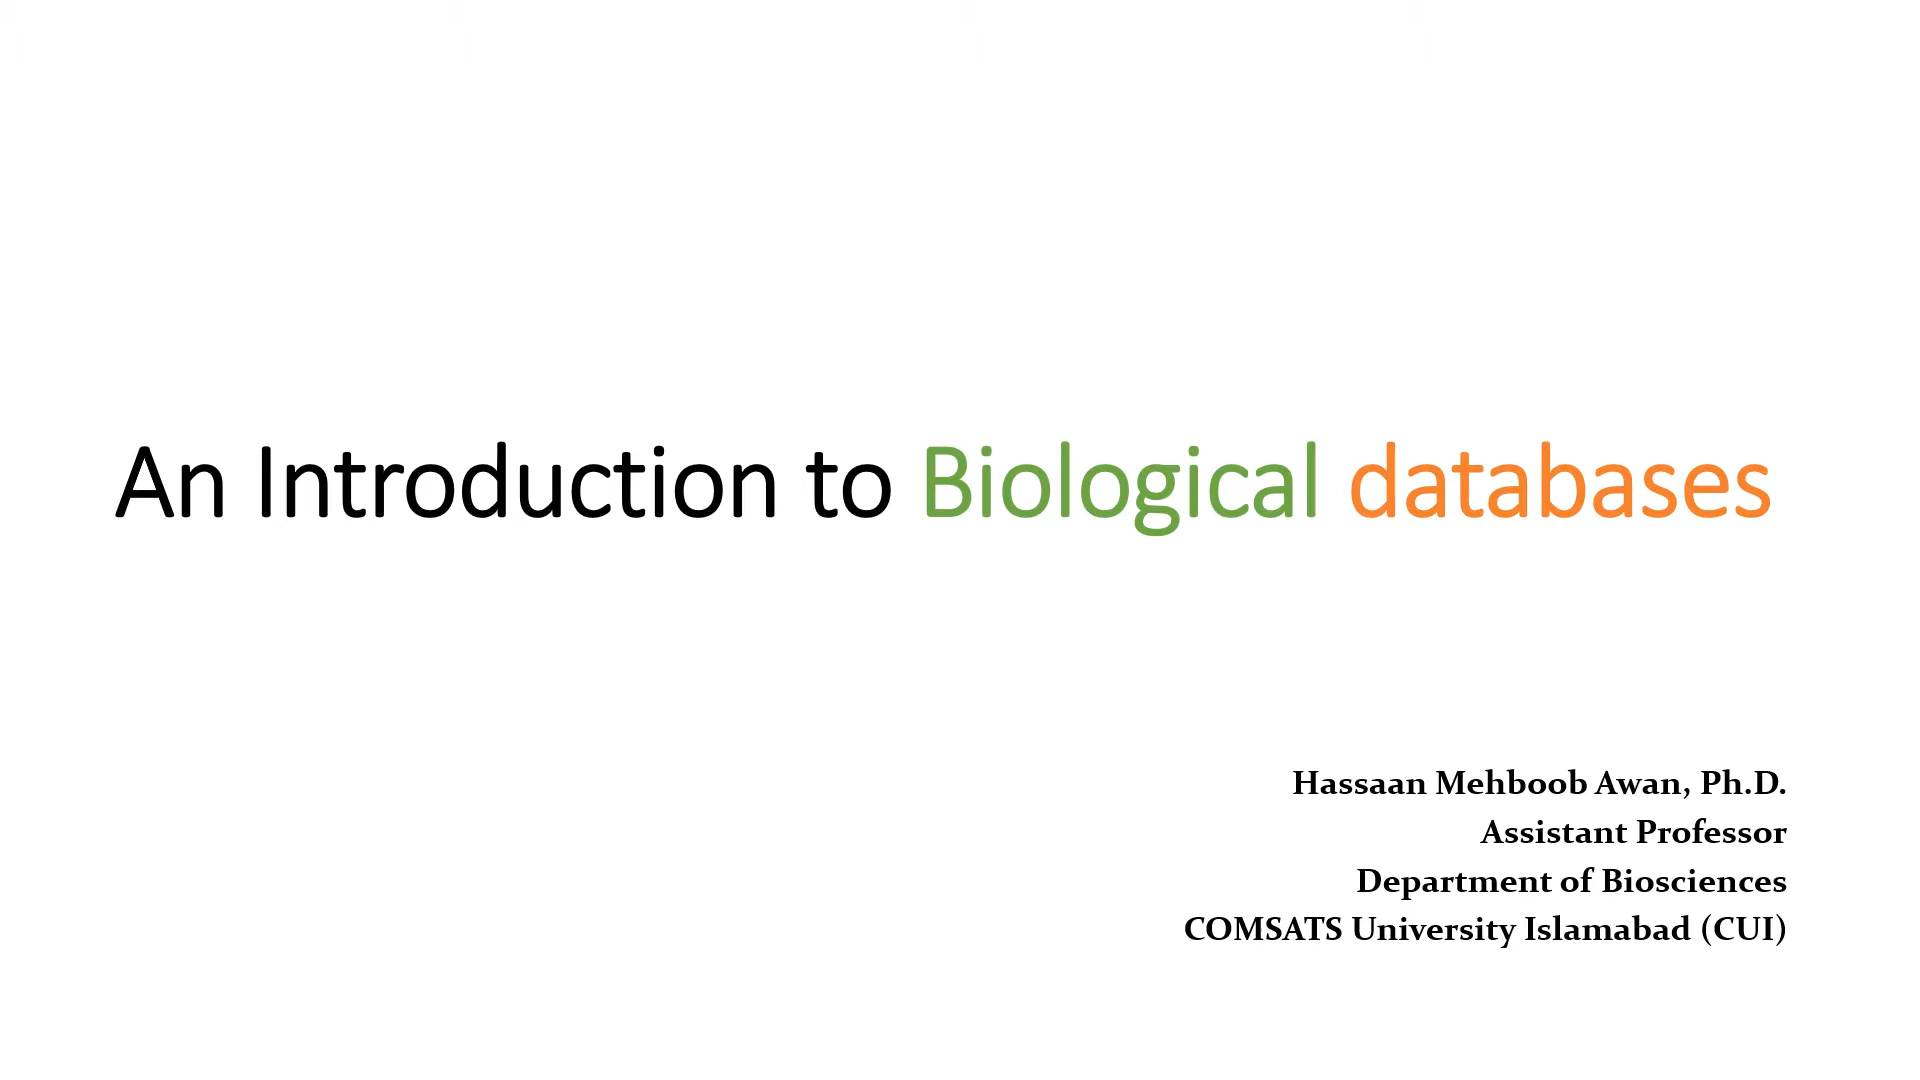 An Introduction to Biological databases
Hassaan Mehboob Awan, Ph.D.
Assistant Professor
Department of Biosciences
COMSATS University Islamabad (CUI)